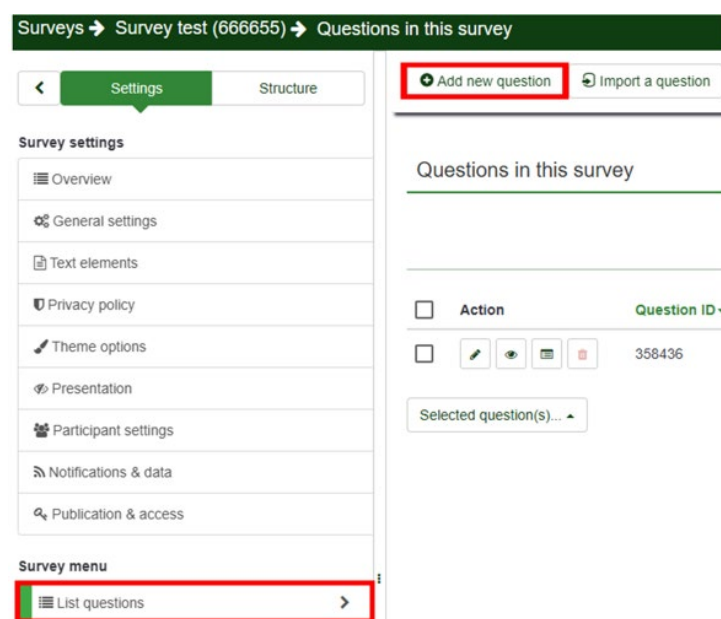 Surveys → Survey test (666655) → Questions in this survey
Settings
Structure
Survey settings
Overview
General settings
Text elements
Privacy policy
Theme options
Presentation
Participant settings
Notifications & data
Publication & access
Survey menu
List questions
Add new question
Import a question
Questions in this survey
Action
Question ID
358436
Selected question(s)...